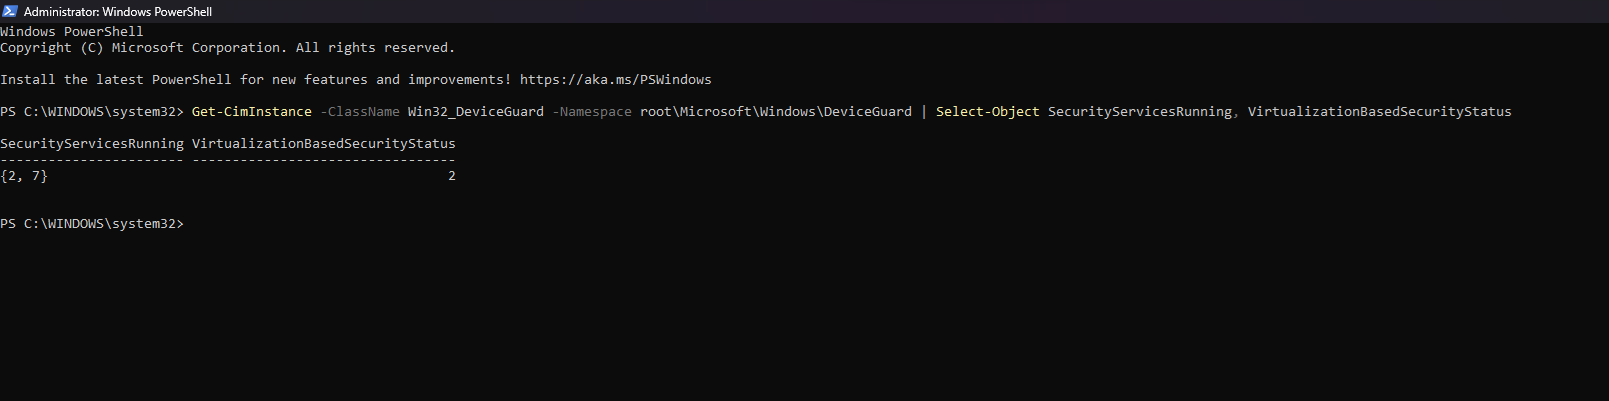 Administrator: Windows PowerShell
Windows PowerShell
Copyright (C) Microsoft Corporation. All rights reserved.
Install the latest PowerShell for new features and improvements! https://aka.ms/PSWindows
PS C:\WINDOWS\system32> Get-CimInstance -ClassName Win32_DeviceGuard -Namespace root\Microsoft\Windows\DeviceGuard | Select-Object SecurityServicesRunning, VirtualizationBasedSecurityStatus
SecurityServicesRunning VirtualizationBasedSecurityStatus
----------------------- ---------------------------------
{2, 7}                                                  2
PS C:\WINDOWS\system32>